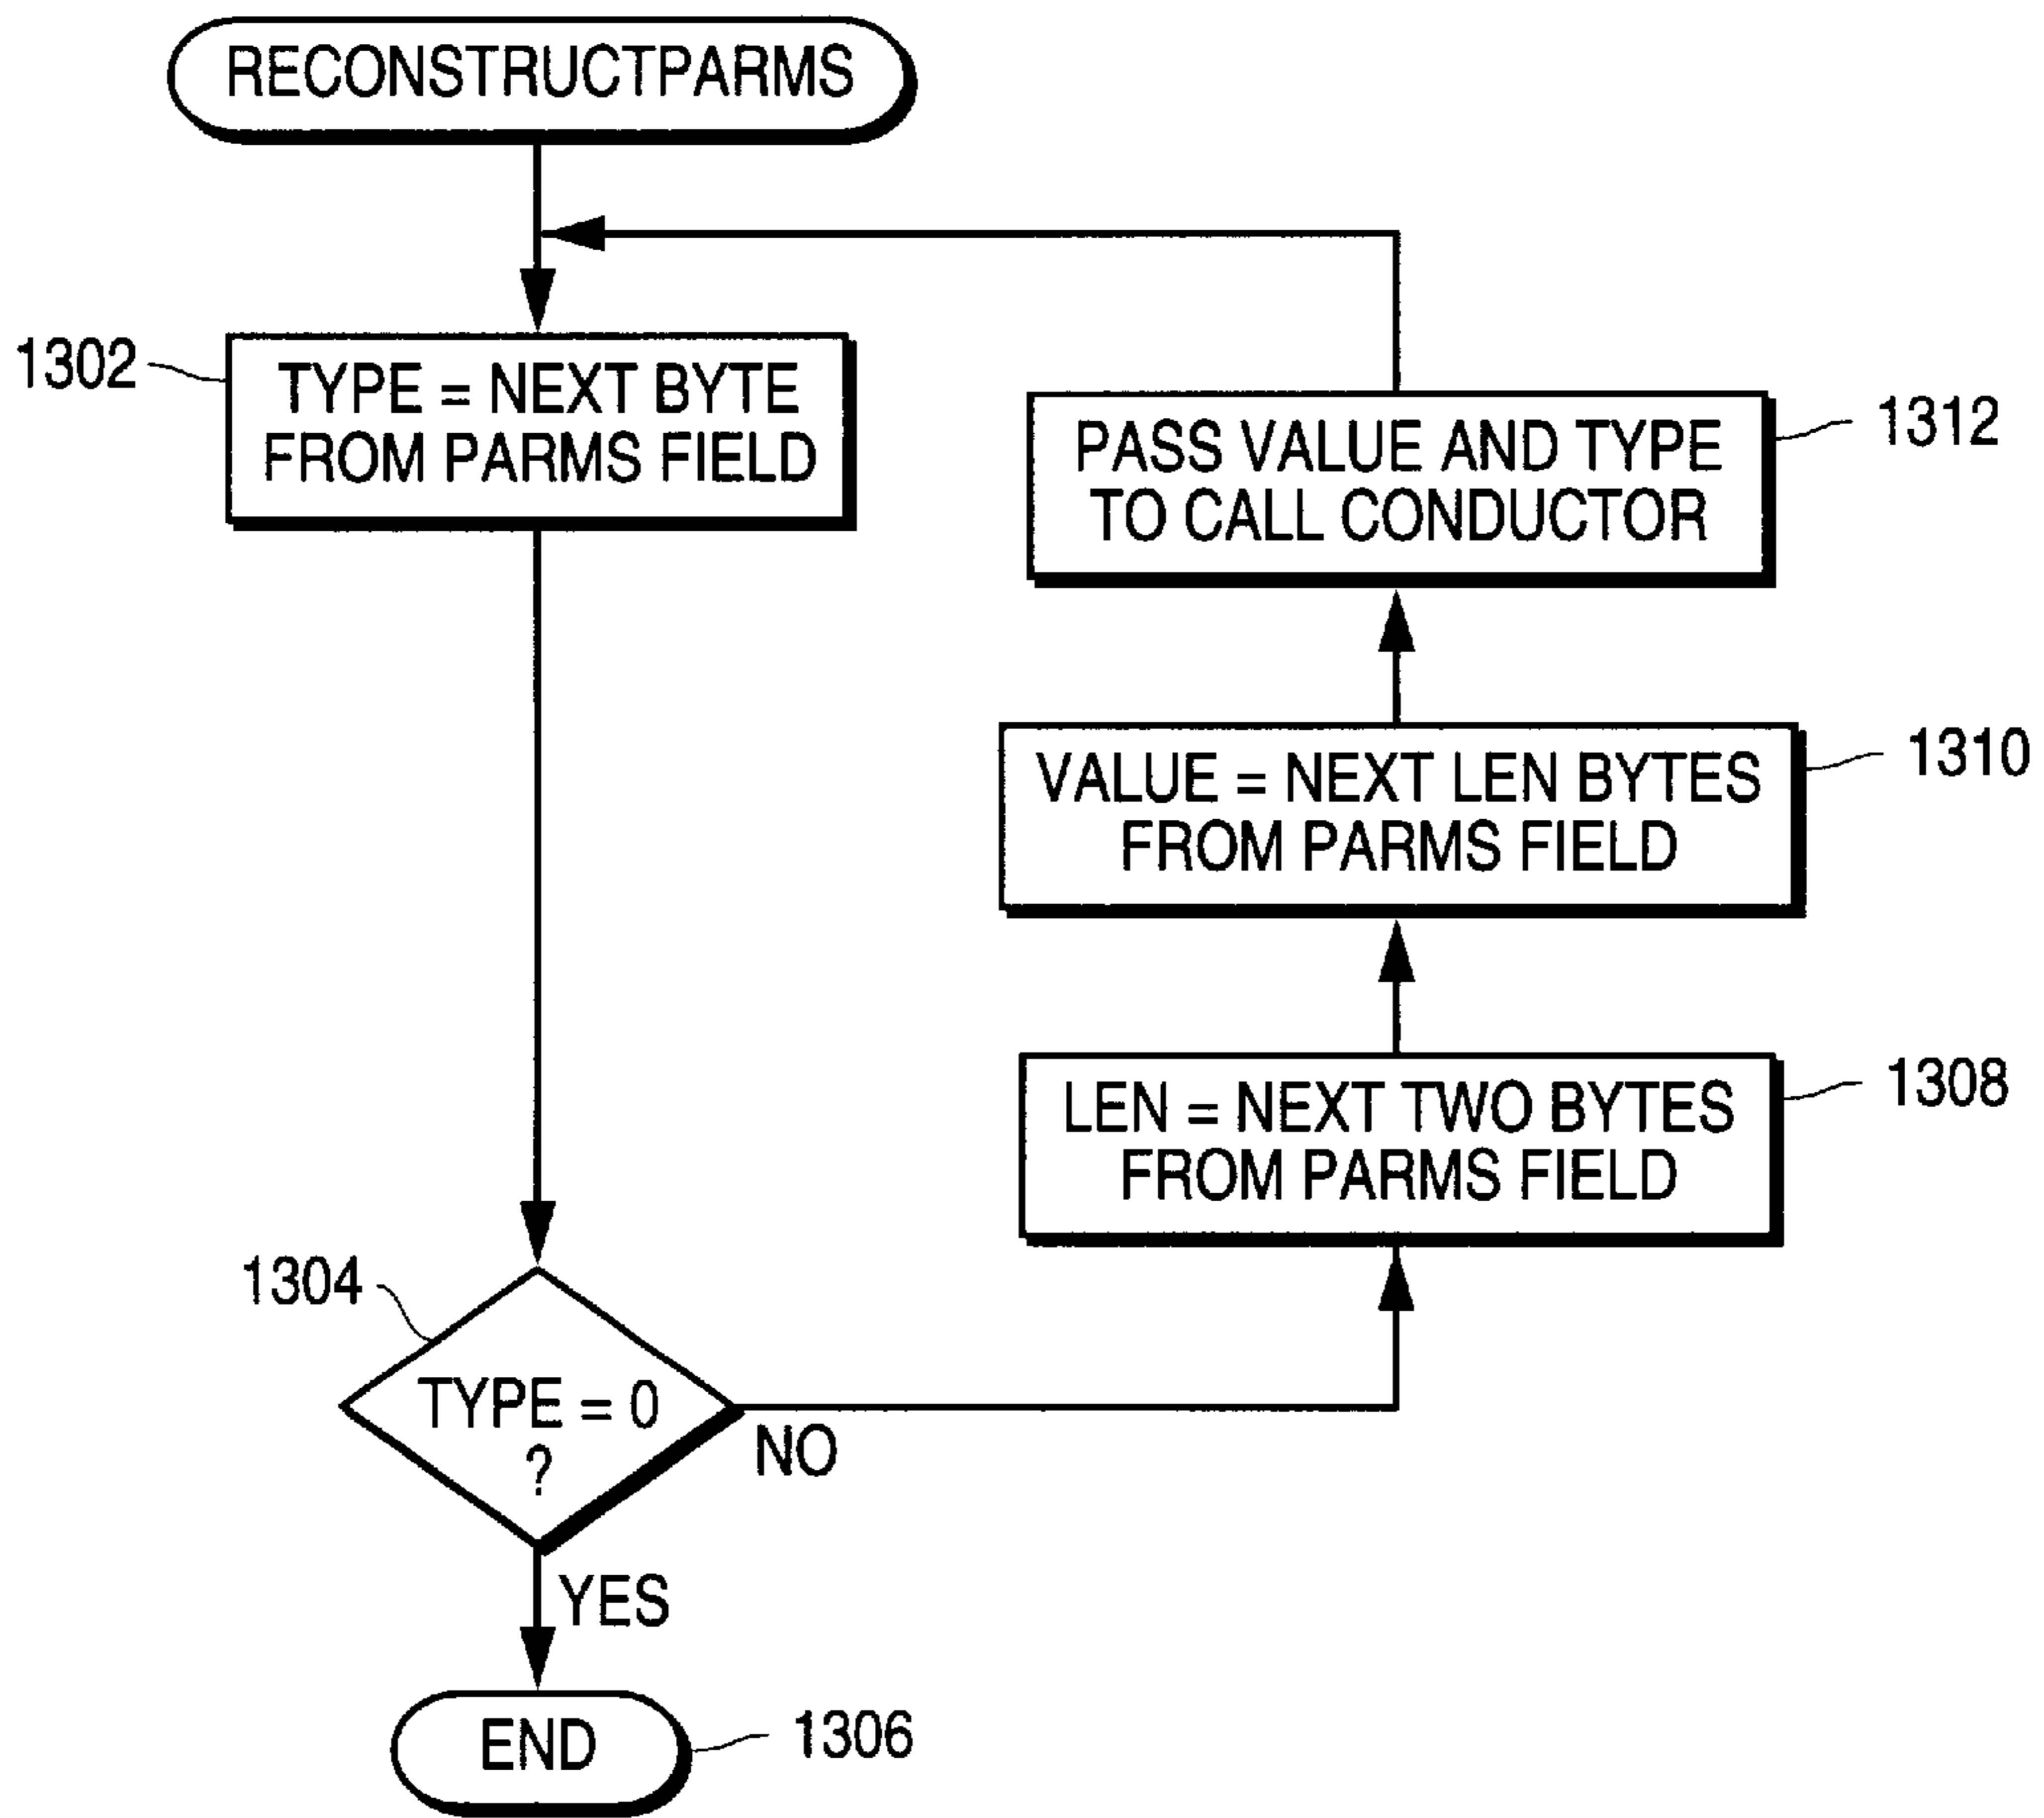 RECONSTRUCTPARMS
1302
TYPE = NEXT BYTE
FROM PARMS FIELD
1312
PASS VALUE AND TYPE
TO CALL CONDUCTOR
1310
VALUE = NEXT LEN BYTES
FROM PARMS FIELD
1308
LEN = NEXT TWO BYTES
FROM PARMS FIELD
1304
TYPE = 0
?
NO
YES
END
1306